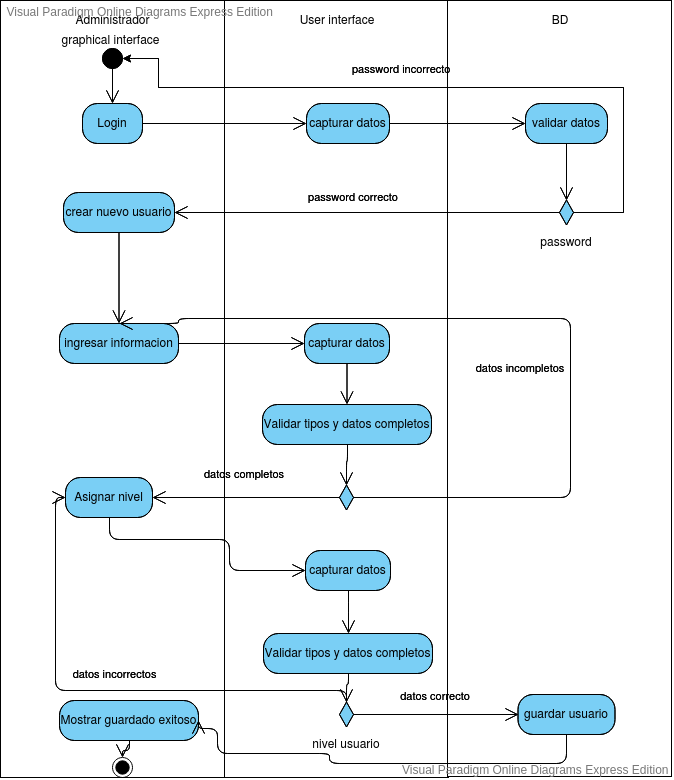 Visual Paradigm Online Diagrams Express Edition
Administrador
User interface
BD
graphical interface
password incorrecto
Login
capturar datos
validar datos
password correcto
crear nuevo usuario
password
ingresar informacion
capturar datos
datos incompletos
Validar tipos y datos completos
datos completos
Asignar nivel
capturar datos
Validar tipos y datos completos
datos incorrectos
datos correcto
Mostrar guardado exitoso
guardar usuario
nivel usuario
Visual Paradigm Online Diagrams Express Edition